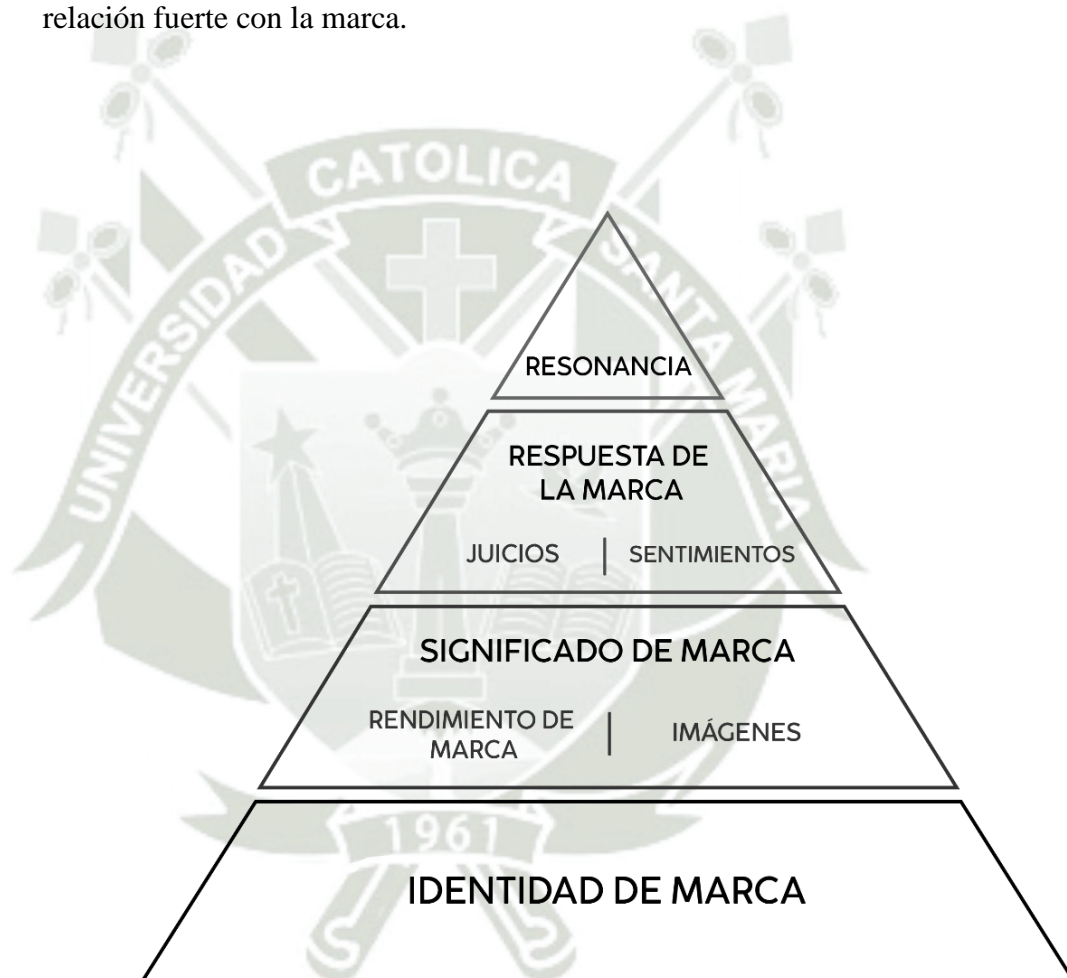 relación fuerte con la marca.
UNIVERSIDAD CATOLICA SANTA MARIA
RESONANCIA
RESPUESTA DE
LA MARCA
JUICIOS | SENTIMIENTOS
SIGNIFICADO DE MARCA
RENDIMIENTO DE
MARCA | IMÁGENES
1961
IDENTIDAD DE MARCA